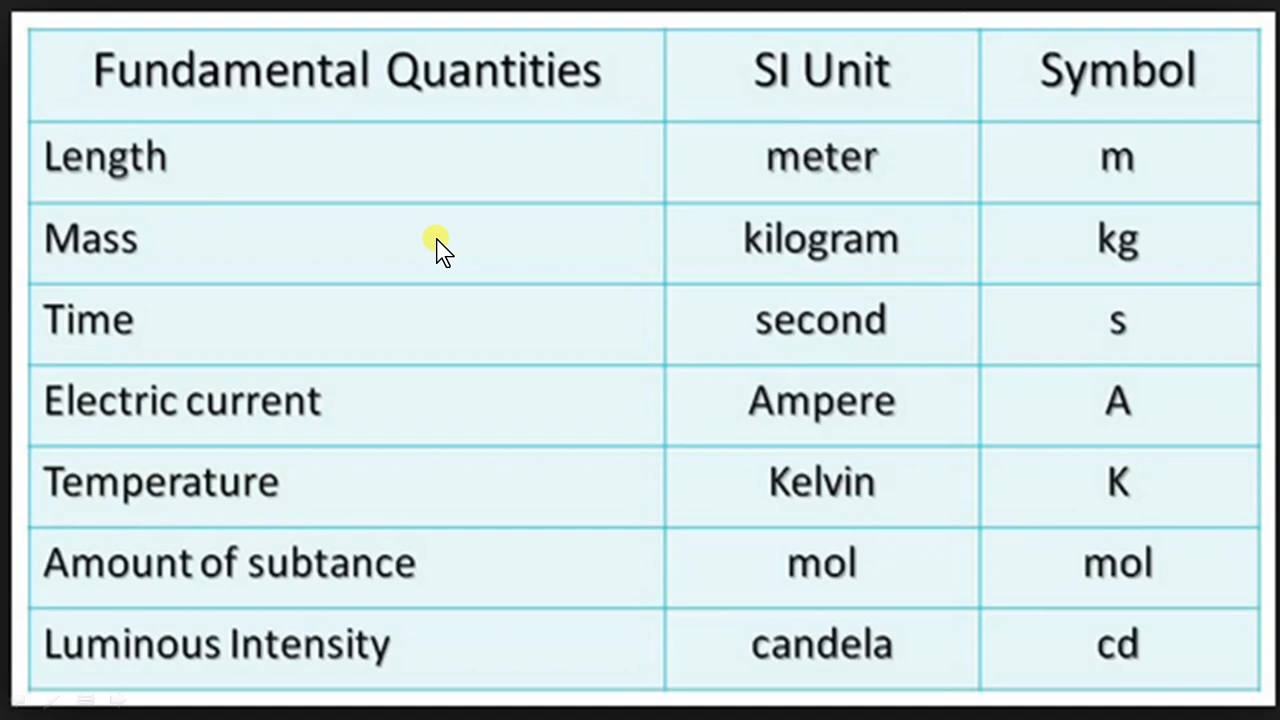 Fundamental Quantities SI Unit Symbol
Length meter m
Mass kilogram kg
Time second s
Electric current Ampere A
Temperature Kelvin K
Amount of subtance mol mol
Luminous Intensity candela cd